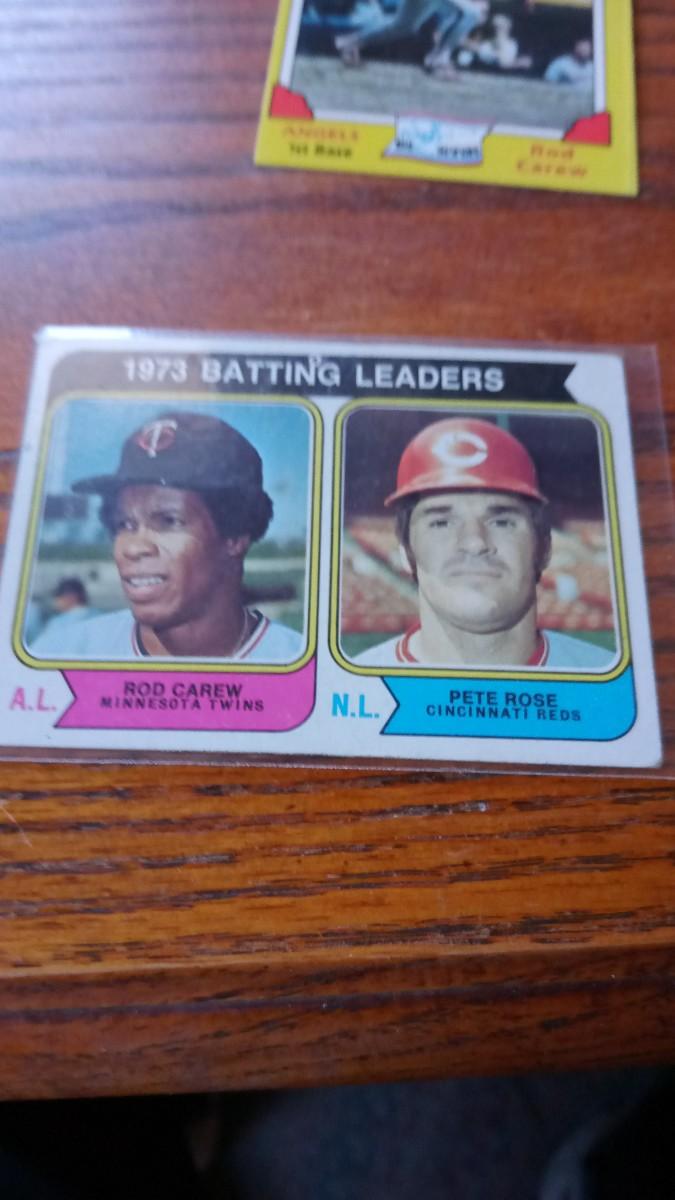 ANGELS
1st Base
Rod
Carew
1973 BATTING LEADERS
A.L.
ROD CAREW
MINNESOTA TWINS
N.L.
PETE ROSE
CINCINNATI REDS
C